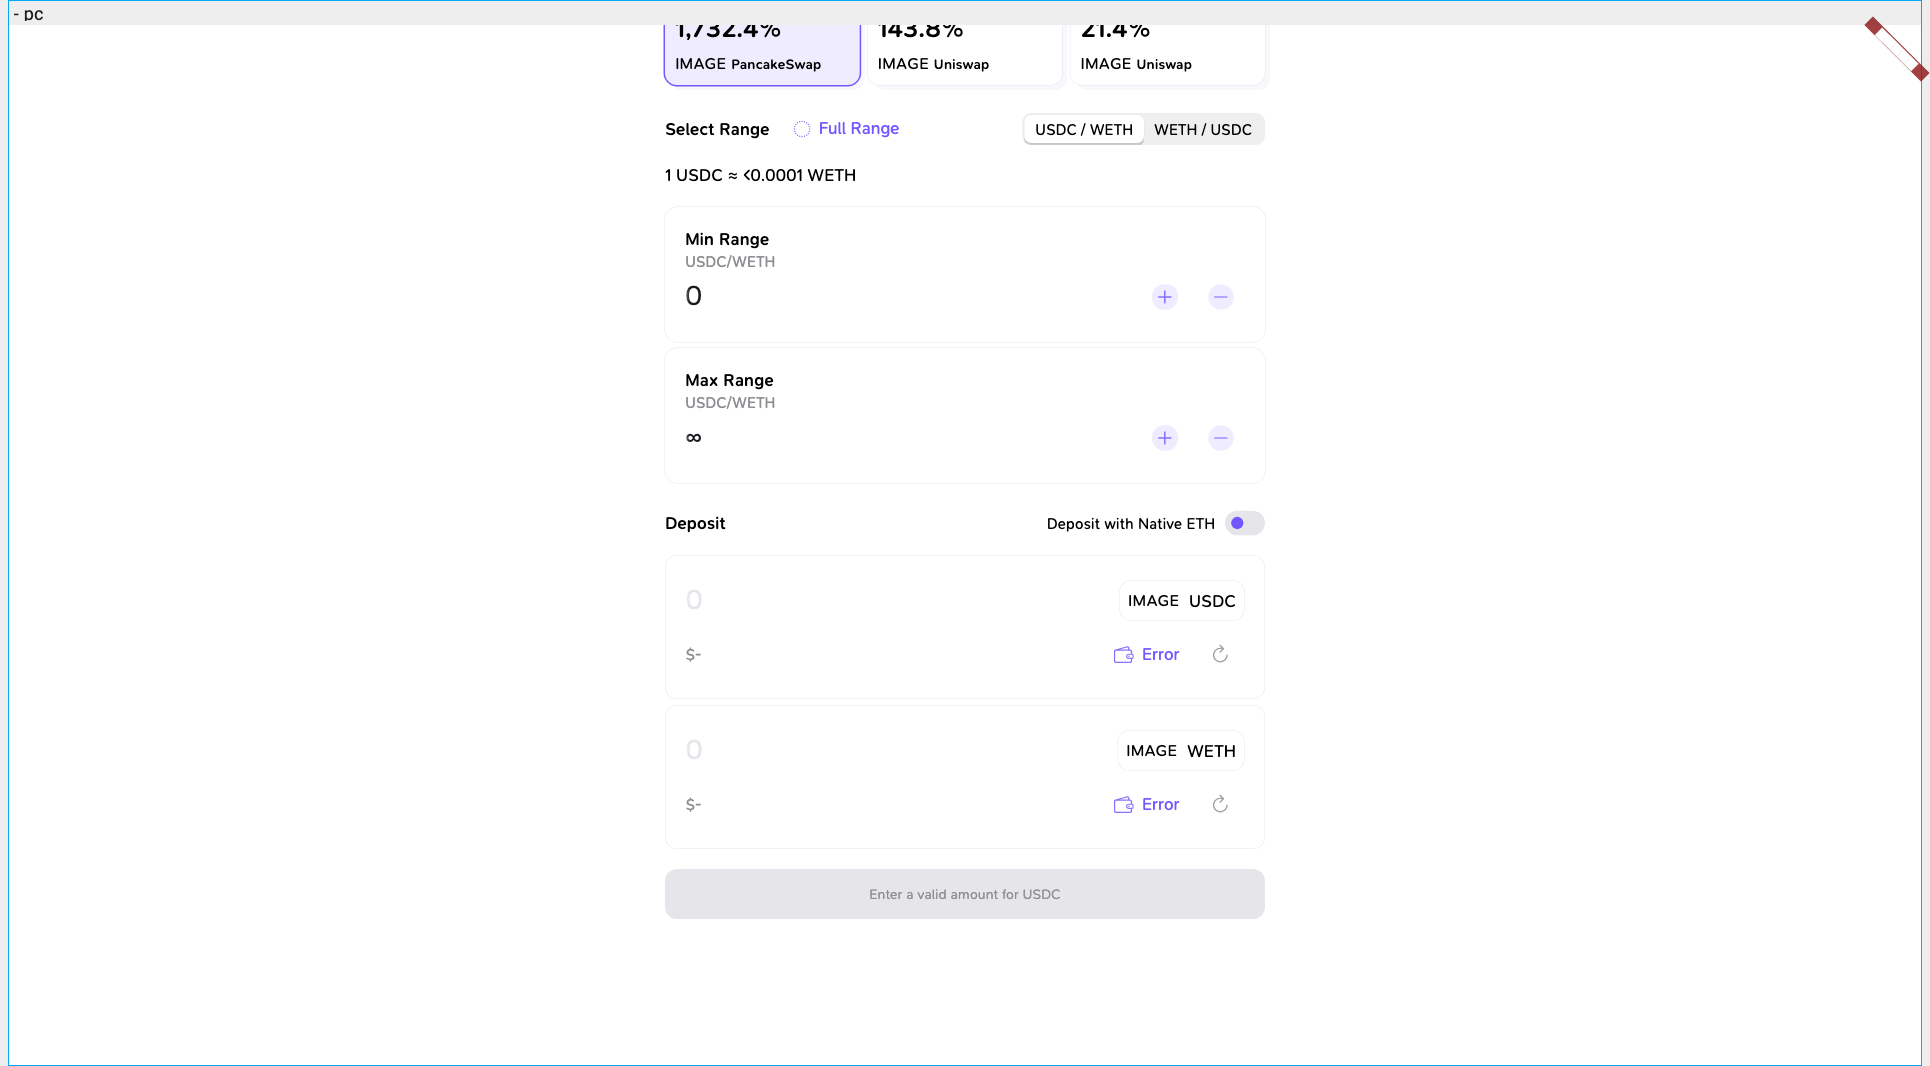 - pc
1,732.4% 143.8% 21.4%
IMAGE PancakeSwap IMAGE Uniswap IMAGE Uniswap
Select Range Full Range USDC / WETH WETH / USDC
1 USDC ≈ <0.0001 WETH
Min Range
USDC/WETH
0
Max Range
USDC/WETH
∞
Deposit Deposit with Native ETH
0 IMAGE USDC
$- Error
0 IMAGE WETH
$- Error
Enter a valid amount for USDC